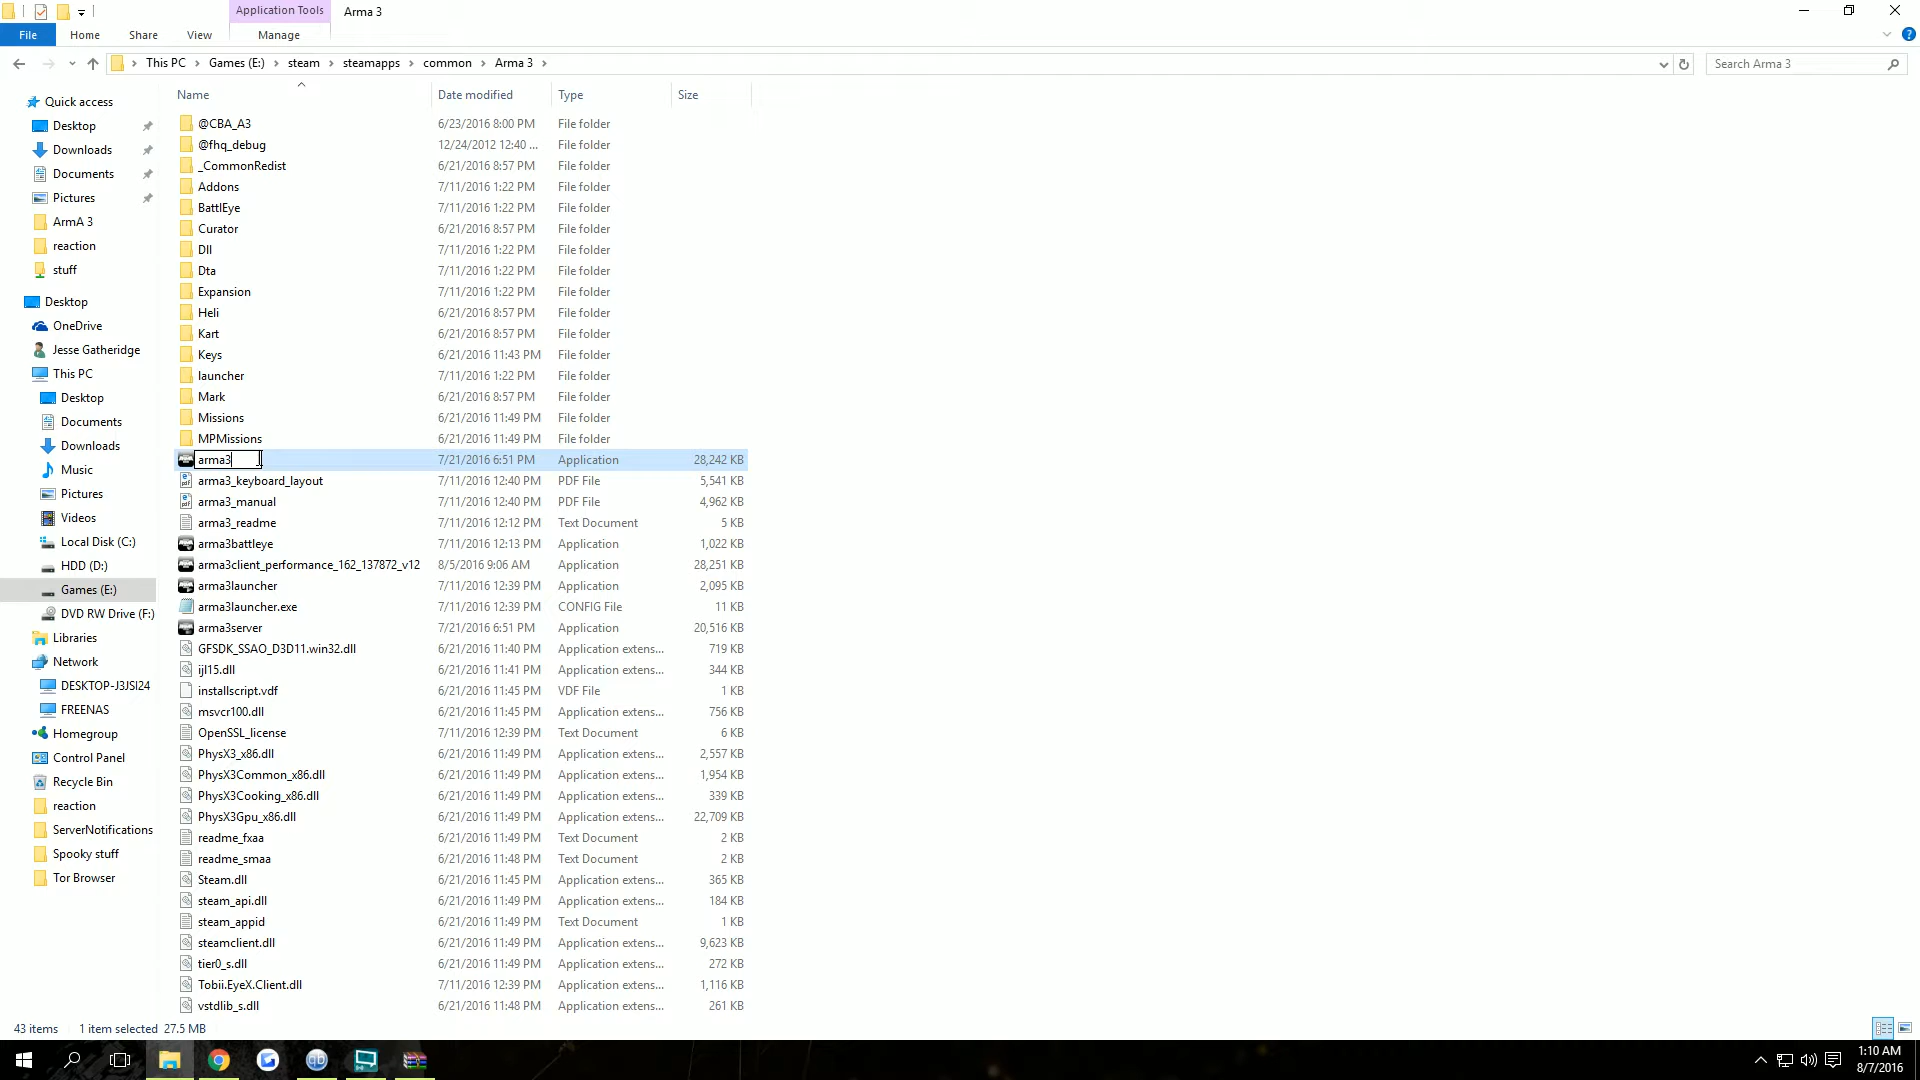 Application Tools
Arma 3
File
Home
Share
View
Manage
This PC
Games (E:)
steam
steamapps
common
Arma 3
Search Arma 3
Name
Date modified
Type
Size
Quick access
Desktop
Downloads
Documents
Pictures
ArmA 3
reaction
stuff
Desktop
OneDrive
Jesse Gatheridge
This PC
Desktop
Documents
Downloads
Music
Pictures
Videos
Local Disk (C:)
HDD (D:)
Games (E:)
DVD RW Drive (F:)
Libraries
Network
DESKTOP-J3JSI24
FREENAS
Homegroup
Control Panel
Recycle Bin
reaction
ServerNotifications
Spooky stuff
Tor Browser
@CBA_A3 6/23/2016 8:00 PM File folder
@fhq_debug 12/24/2012 12:40 ... File folder
_CommonRedist 6/21/2016 8:57 PM File folder
Addons 7/11/2016 1:22 PM File folder
BattlEye 7/11/2016 1:22 PM File folder
Curator 6/21/2016 8:57 PM File folder
Dll 7/11/2016 1:22 PM File folder
Dta 7/11/2016 1:22 PM File folder
Expansion 7/11/2016 1:22 PM File folder
Heli 6/21/2016 8:57 PM File folder
Kart 6/21/2016 8:57 PM File folder
Keys 6/21/2016 11:43 PM File folder
launcher 7/11/2016 1:22 PM File folder
Mark 6/21/2016 8:57 PM File folder
Missions 6/21/2016 11:49 PM File folder
MPMissions 6/21/2016 11:49 PM File folder
arma3 7/21/2016 6:51 PM Application 28,242 KB
arma3_keyboard_layout 7/11/2016 12:40 PM PDF File 5,541 KB
arma3_manual 7/11/2016 12:40 PM PDF File 4,962 KB
arma3_readme 7/11/2016 12:12 PM Text Document 5 KB
arma3battleye 7/11/2016 12:13 PM Application 1,022 KB
arma3client_performance_162_137872_v12 8/5/2016 9:06 AM Application 28,251 KB
arma3launcher 7/11/2016 12:39 PM Application 2,095 KB
arma3launcher.exe 7/11/2016 12:39 PM CONFIG File 11 KB
arma3server 7/21/2016 6:51 PM Application 20,516 KB
GFSDK_SSAO_D3D11.win32.dll 6/21/2016 11:40 PM Application extens... 719 KB
ijl15.dll 6/21/2016 11:41 PM Application extens... 344 KB
installscript.vdf 6/21/2016 11:45 PM VDF File 1 KB
msvcr100.dll 6/21/2016 11:45 PM Application extens... 756 KB
OpenSSL_license 7/11/2016 12:39 PM Text Document 6 KB
PhysX3_x86.dll 6/21/2016 11:49 PM Application extens... 2,557 KB
PhysX3Common_x86.dll 6/21/2016 11:49 PM Application extens... 1,954 KB
PhysX3Cooking_x86.dll 6/21/2016 11:49 PM Application extens... 339 KB
PhysX3Gpu_x86.dll 6/21/2016 11:49 PM Application extens... 22,709 KB
readme_fxaa 6/21/2016 11:49 PM Text Document 2 KB
readme_smaa 6/21/2016 11:48 PM Text Document 2 KB
Steam.dll 6/21/2016 11:45 PM Application extens... 365 KB
steam_api.dll 6/21/2016 11:49 PM Application extens... 184 KB
steam_appid 6/21/2016 11:49 PM Text Document 1 KB
steamclient.dll 6/21/2016 11:49 PM Application extens... 9,623 KB
tier0_s.dll 6/21/2016 11:49 PM Application extens... 272 KB
Tobii.EyeX.Client.dll 7/11/2016 12:39 PM Application extens... 1,116 KB
vstdlib_s.dll 6/21/2016 11:48 PM Application extens... 261 KB
43 items 1 item selected 27.5 MB
1:10 AM
8/7/2016